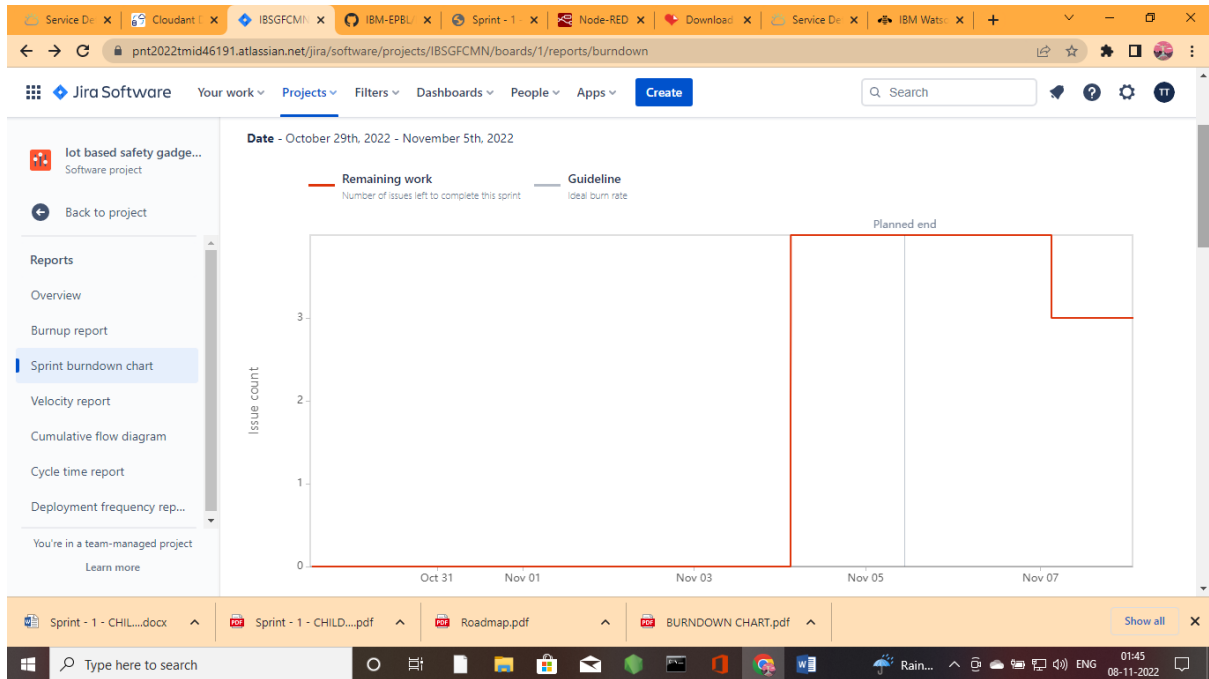 Service De
Cloudant D
IBSGFCMN
IBM-EPBL/
Sprint - 1 -
Node-RED
Download
Service De
IBM Watso
pnt2022tmid46191.atlassian.net/jira/software/projects/IBSGFCMN/boards/1/reports/burndown
Jira Software
Your work
Projects
Filters
Dashboards
People
Apps
Create
Search
TT
Iot based safety gadge...
Software project
Back to project
Reports
Overview
Burnup report
Sprint burndown chart
Velocity report
Cumulative flow diagram
Cycle time report
Deployment frequency rep...
You're in a team-managed project
Learn more
Date - October 29th, 2022 - November 5th, 2022
Remaining work
Number of issues left to complete this sprint
Guideline
Ideal burn rate
Planned end
Issue count
3
2
1
0
Oct 31
Nov 01
Nov 03
Nov 05
Nov 07
Sprint - 1 - CHIL....docx
Sprint - 1 - CHILD....pdf
Roadmap.pdf
BURNDOWN CHART.pdf
Show all
Type here to search
Rain...
ENG
01:45
08-11-2022